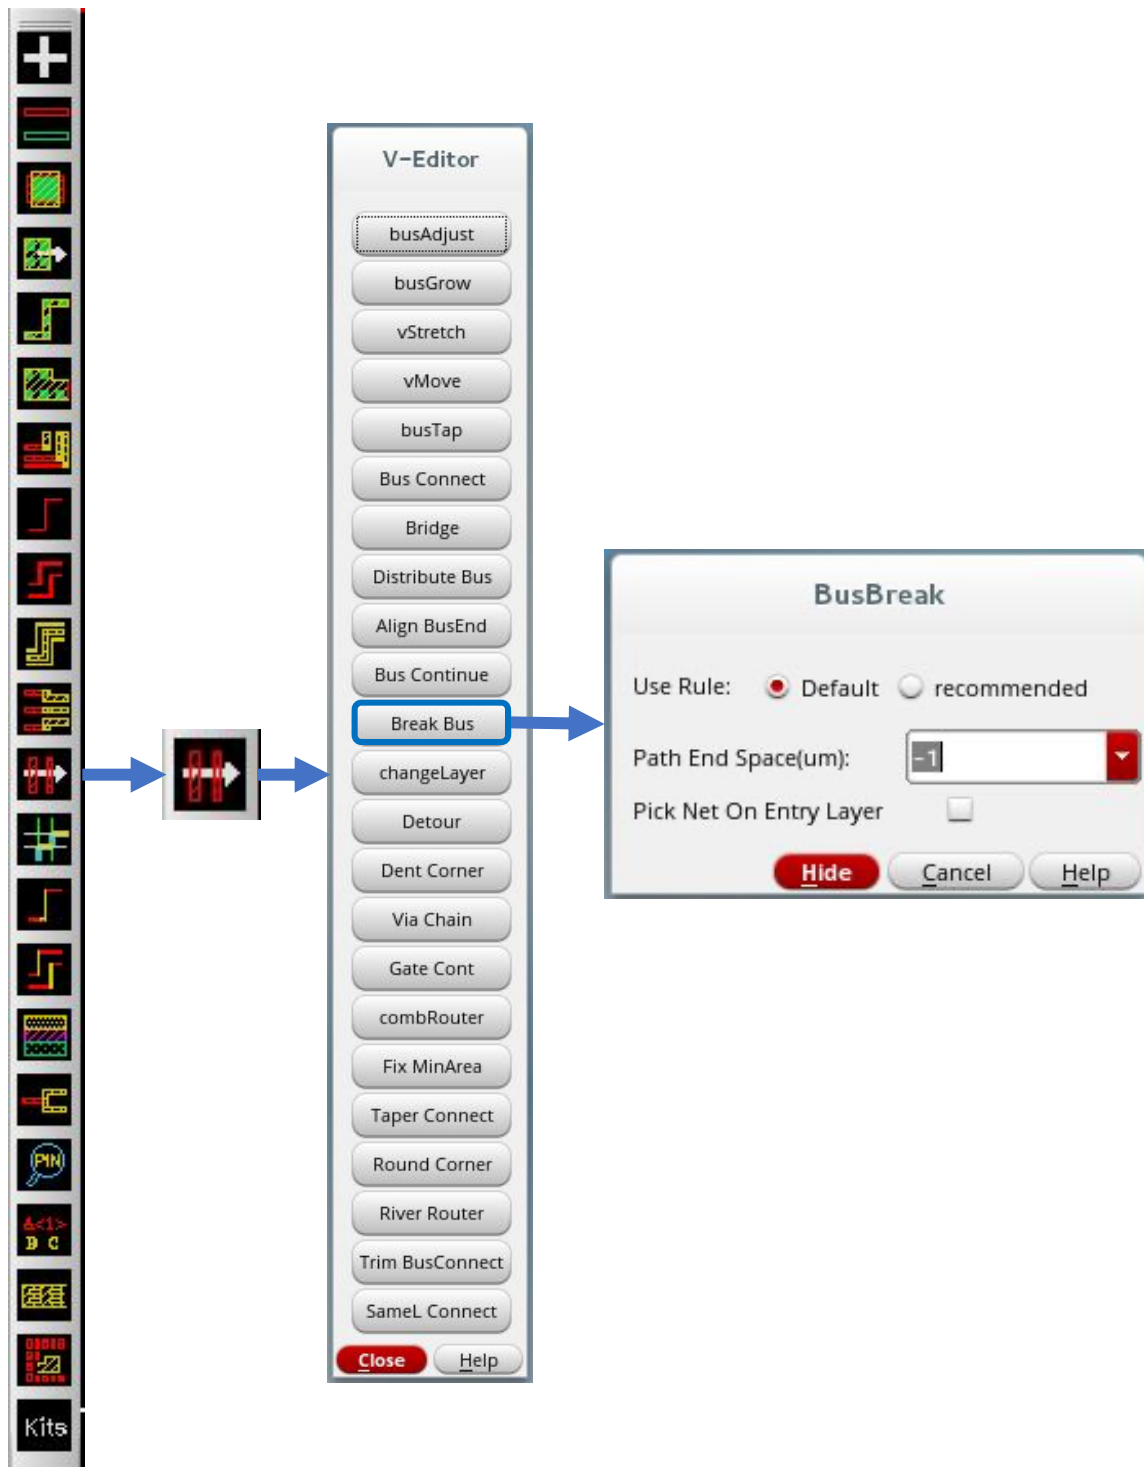 PIN
A<1>
B C
Kits
V-Editor
busAdjust
busGrow
vStretch
vMove
busTap
Bus Connect
Bridge
Distribute Bus
Align BusEnd
Bus Continue
Break Bus
changeLayer
Detour
Dent Corner
Via Chain
Gate Cont
combRouter
Fix MinArea
Taper Connect
Round Corner
River Router
Trim BusConnect
SameL Connect
Close Help
BusBreak
Use Rule: Default recommended
Path End Space(um): -1
Pick Net On Entry Layer
Hide Cancel Help